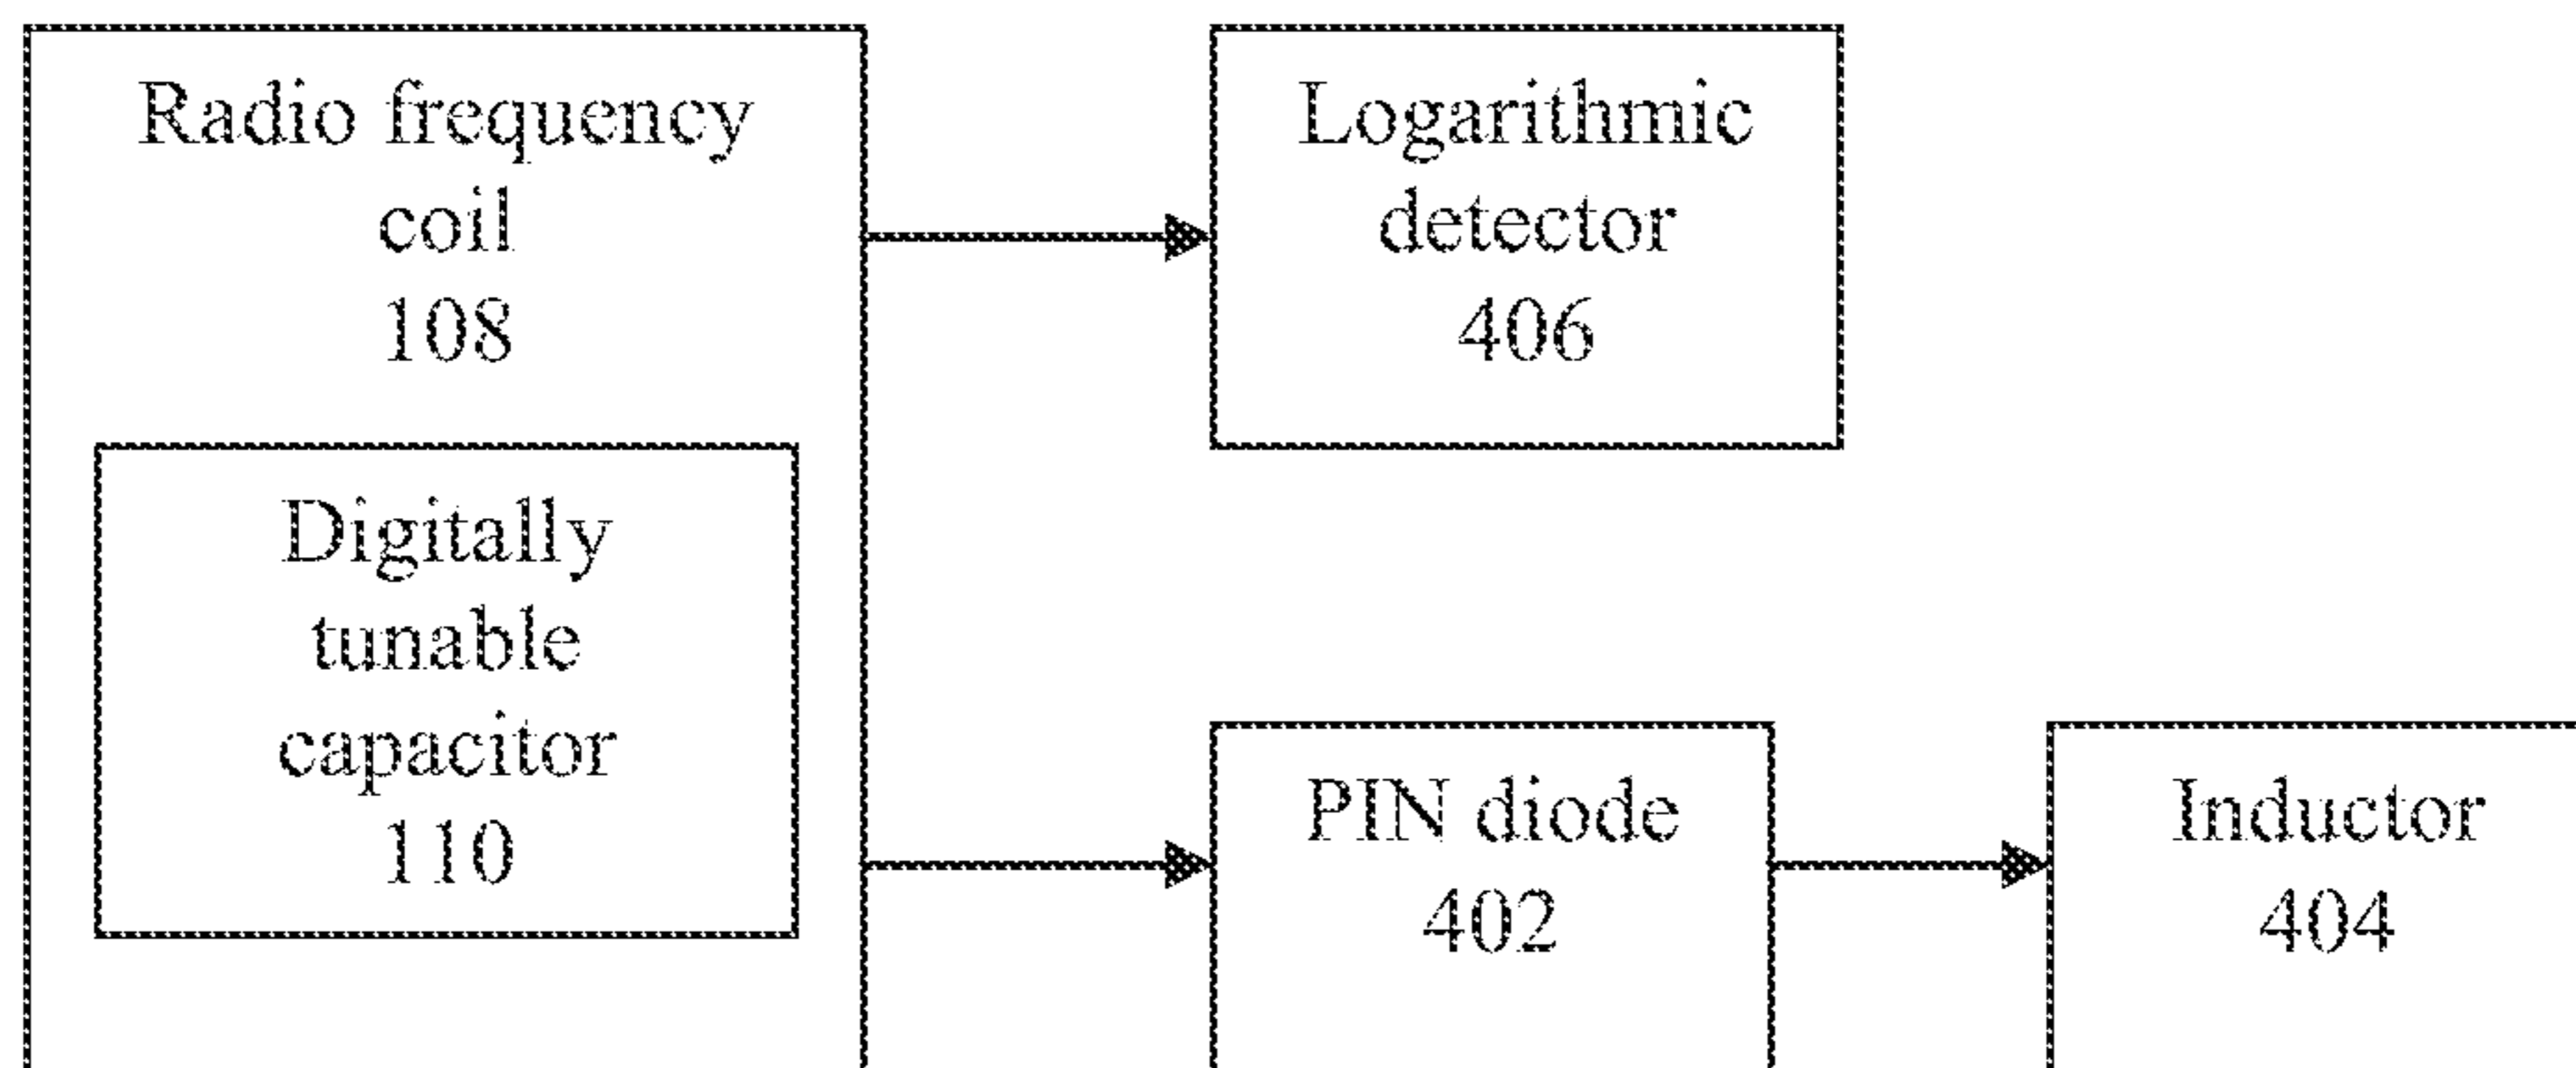 Radio frequency
coil
108
Digitally
tunable
capacitor
110
Logarithmic
detector
406
PIN diode
402
Inductor
404